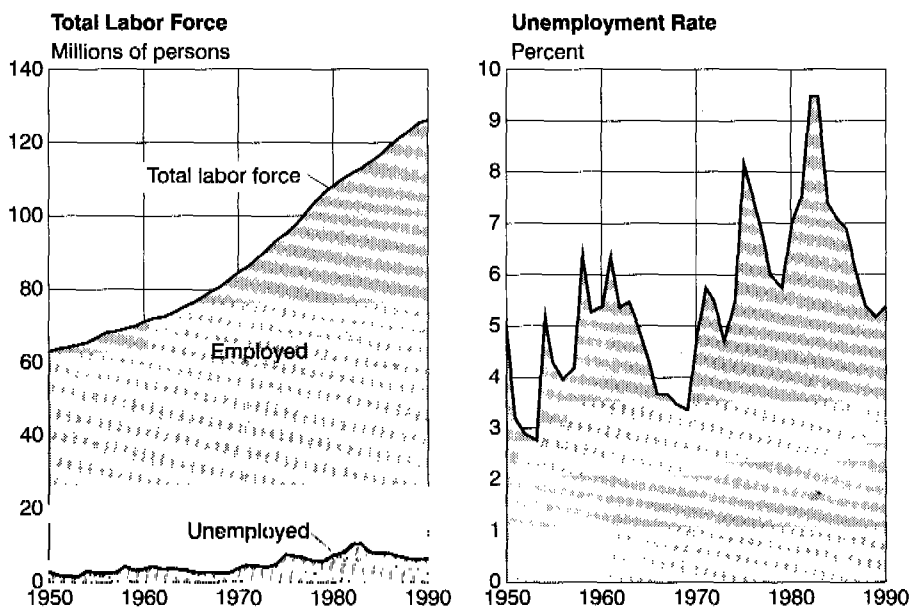 Total Labor Force
Millions of persons
140
120
100
80
60
40
20
0
Total labor force
Employed
Unemployed
1950 1960 1970 1980 1990
Unemployment Rate
Percent
10
9
8
7
6
5
4
3
2
1
0
1950 1960 1970 1980 1990